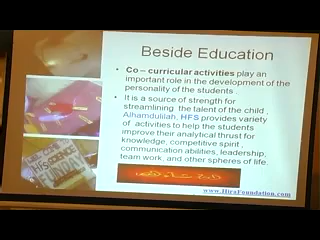 Beside Education
• Co – curricular activities play an
important role in the development of the
personality of the students .
• It is a source of strength for
streamlining the talent of the child ,
Alhamdulilah, HFS provides variety
of activities to help the students
improve their analytical thrust for
knowledge, competitive spirit ,
communication abilities, leadership,
team work, and other spheres of life.
www.HiraFoundation.com